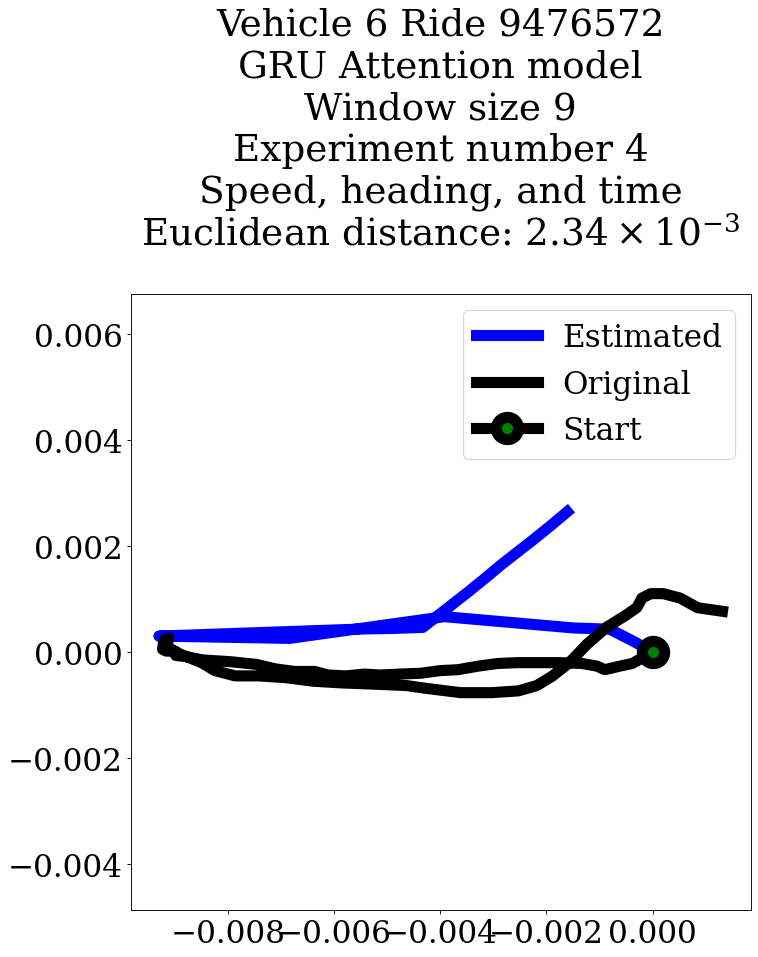 Vehicle 6 Ride 9476572
GRU Attention model
Window size 9
Experiment number 4
Speed, heading, and time
Euclidean distance: 2.34 × 10⁻³
Estimated
Original
Start
0.006
0.004
0.002
0.000
−0.002
−0.004
−0.008 −0.006 −0.004 −0.002 0.000